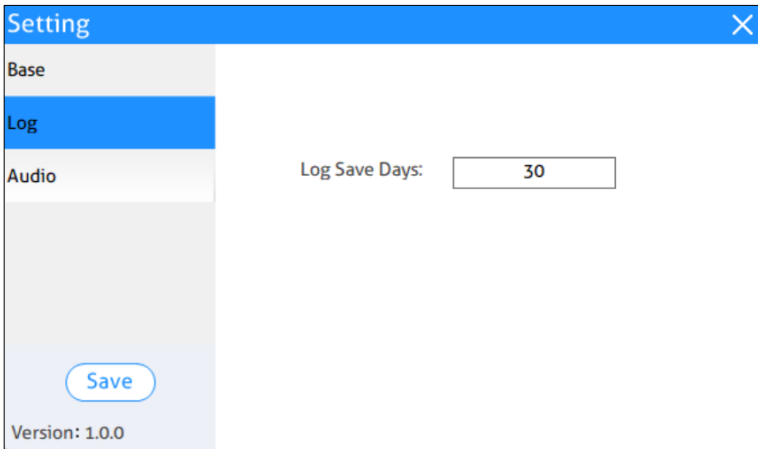 Setting
Base
Log
Audio
Log Save Days: 30
Save
Version: 1.0.0